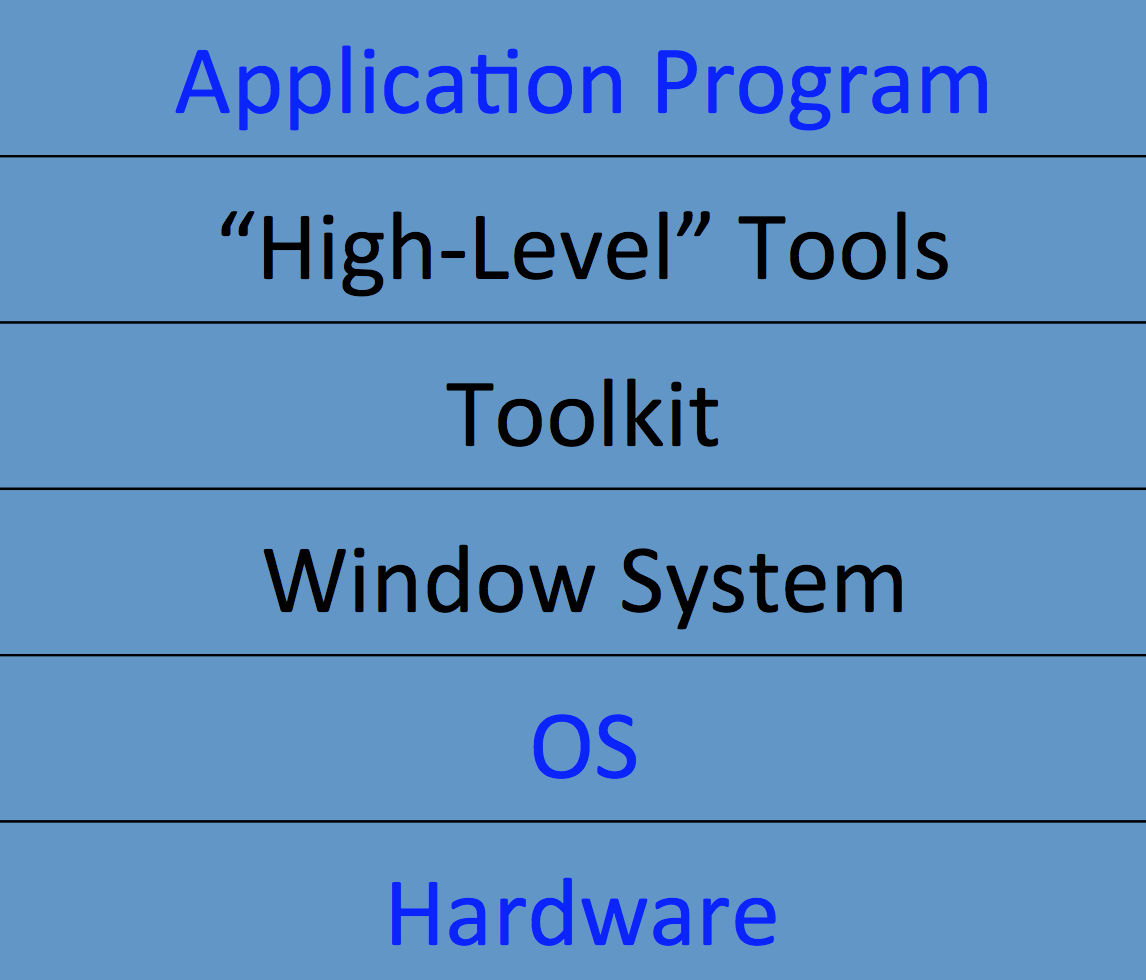 Application Program
“High-Level” Tools
Toolkit
Window System
OS
Hardware